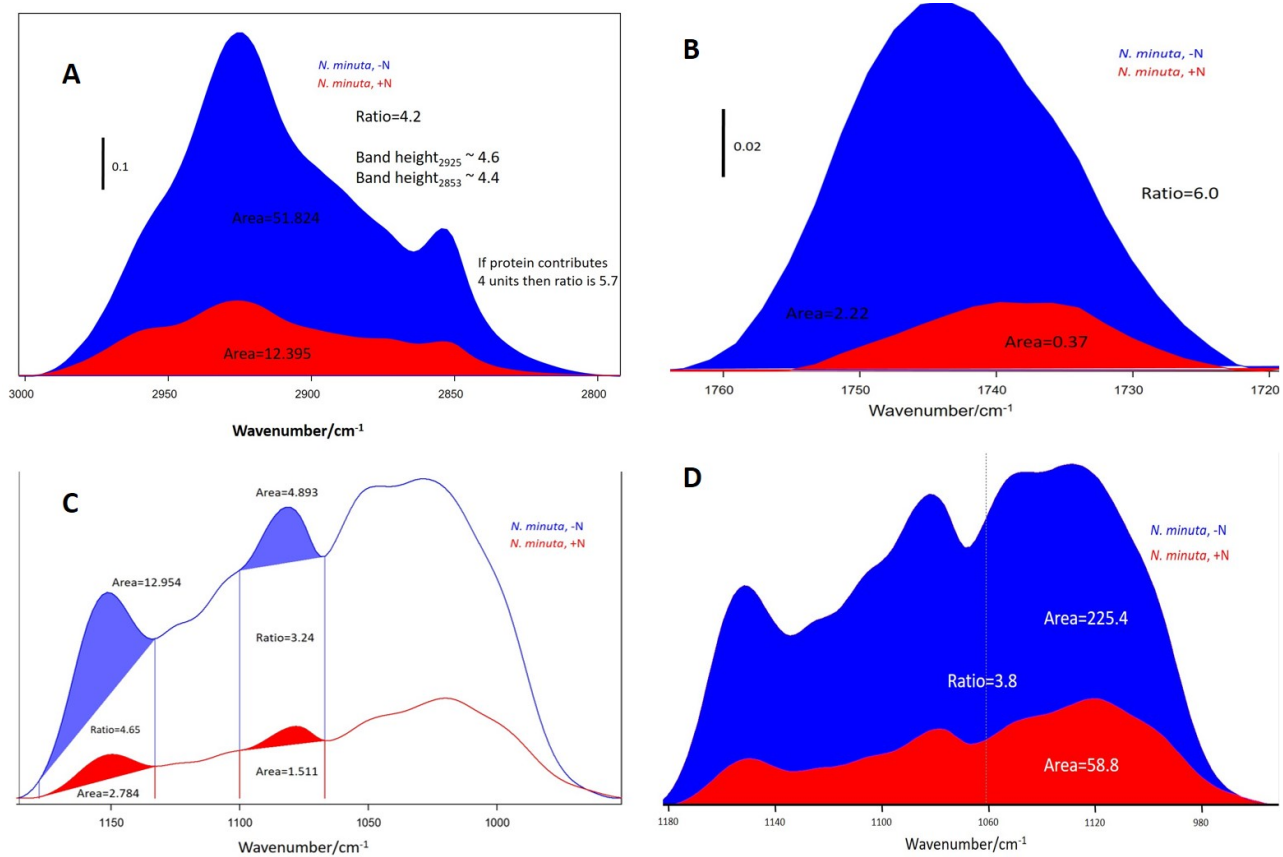 A
N. minuta, -N
N. minuta, +N
Ratio=4.2
0.1
Band height2925 ~ 4.6
Band height2853 ~ 4.4
Area=51.824
If protein contributes
4 units then ratio is 5.7
Area=12.395
3000 2950 2900 2850 2800
Wavenumber/cm-1
B
N. minuta, -N
N. minuta, +N
0.02
Ratio=6.0
Area=2.22
Area=0.37
1760 1750 1740 1730 1720
Wavenumber/cm-1
C
Area=4.893
N. minuta, -N
N. minuta, +N
Area=12.954
Ratio=3.24
Ratio=4.65
Area=1.511
Area=2.784
1150 1100 1050 1000
Wavenumber/cm-1
D
N. minuta, -N
N. minuta, +N
Area=225.4
Ratio=3.8
Area=58.8
1180 1140 1100 1060 1120 980
Wavenumber/cm-1